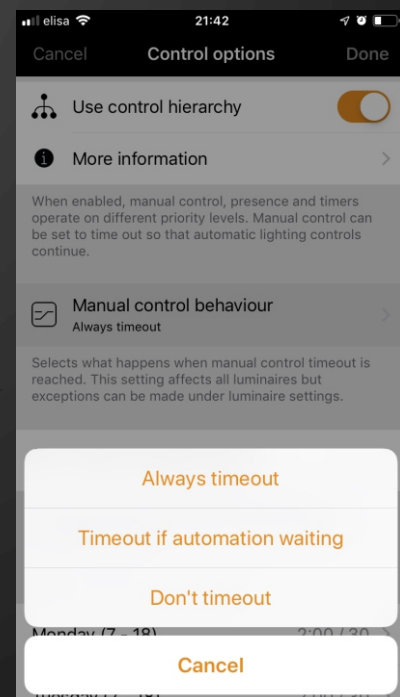 elisa 21:42
Cancel Control options Done
Use control hierarchy
More information
When enabled, manual control, presence and timers
operate on different priority levels. Manual control can
be set to time out so that automatic lighting controls
continue.
Manual control behaviour
Always timeout
Selects what happens when manual control timeout is
reached. This setting affects all luminaires but
exceptions can be made under luminaire settings.
Always timeout
Timeout if automation waiting
Don't timeout
Monday (7 - 18) 2:00 / 30
Cancel